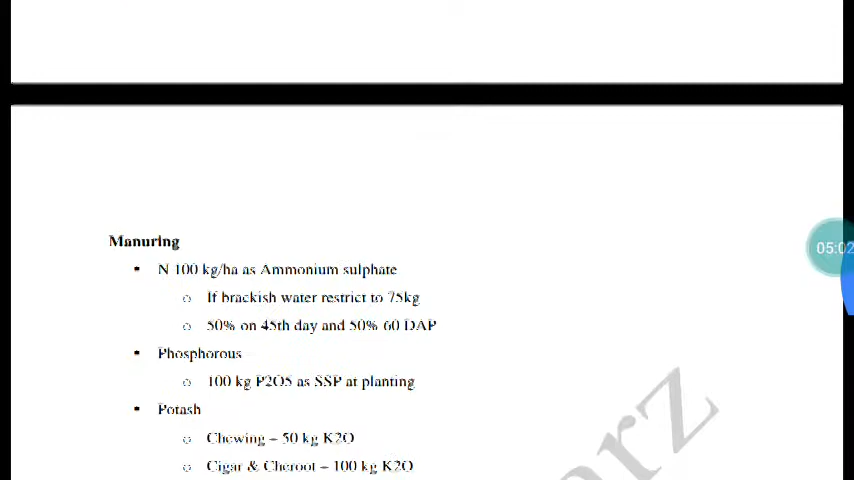 Manuring
▪ N 100 kg/ha as Ammonium sulphate
o If brackish water restrict to 75kg
o 50% on 45th day and 50% 60 DAP
▪ Phosphorous
o 100 kg P2O5 as SSP at planting
▪ Potash
o Chewing – 50 kg K2O
o Cigar & Cheroot – 100 kg K2O
05:02